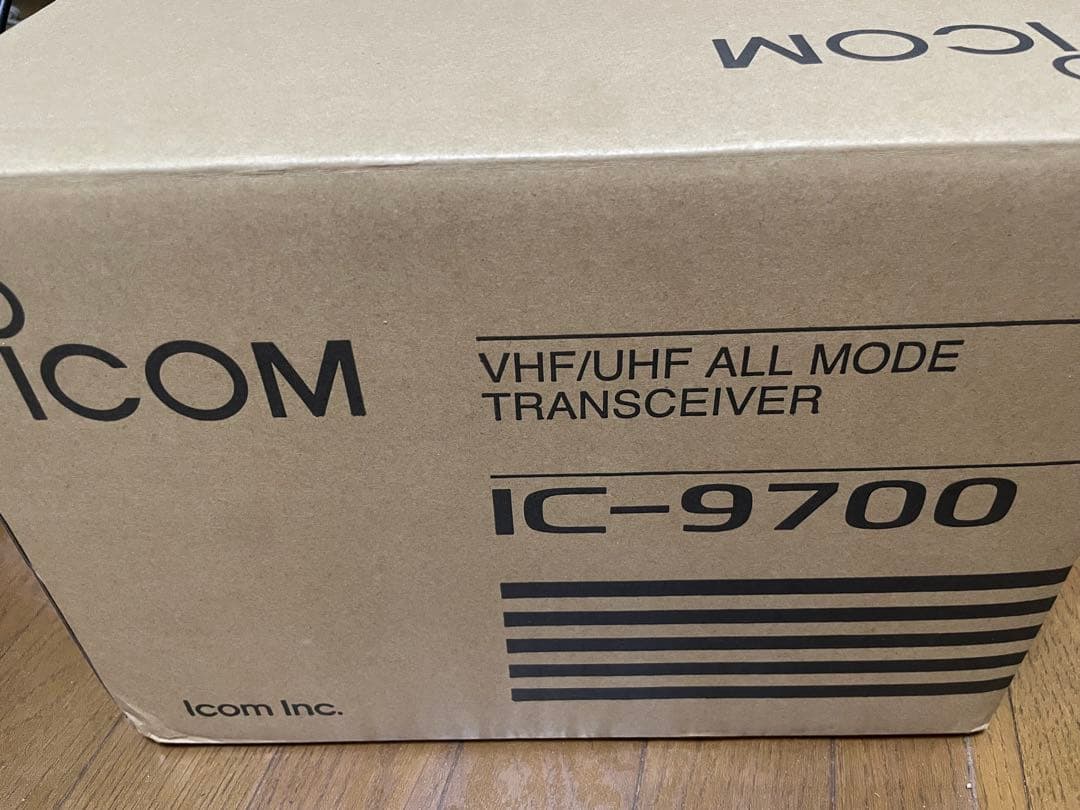 ICOM
ICOM
VHF/UHF ALL MODE
TRANSCEIVER
IC-9700
Icom Inc.